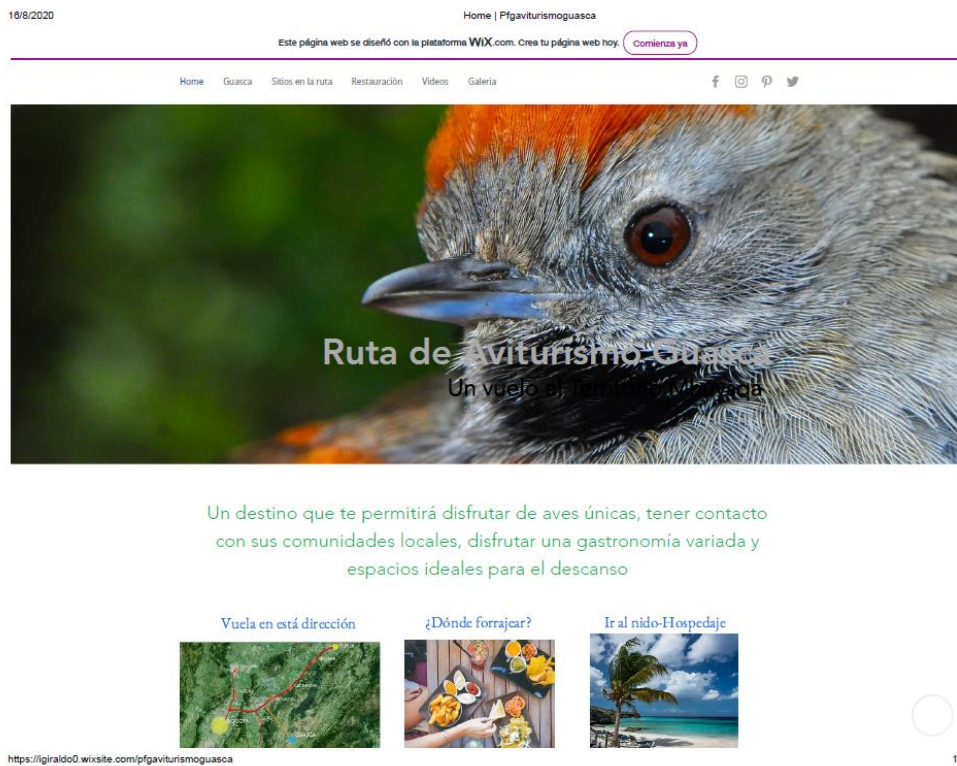 16/8/2020
Home | Pfgaviturismoguasca
Este página web se diseñó con la plataforma WiX.com. Crea tu página web hoy. Comienza ya
Home Guasca Sitios en la ruta Restauración Videos Galeria
Ruta de Aviturismo Guasca
Un vuelo al Territorio
Un destino que te permitirá disfrutar de aves únicas, tener contacto
con sus comunidades locales, disfrutar una gastronomía variada y
espacios ideales para el descanso
Vuela en está dirección
¿Dónde forrajear?
Ir al nido-Hospedaje
BOGOTÁ
https://igiraldo0.wixsite.com/pfgaviturismoguasca
1